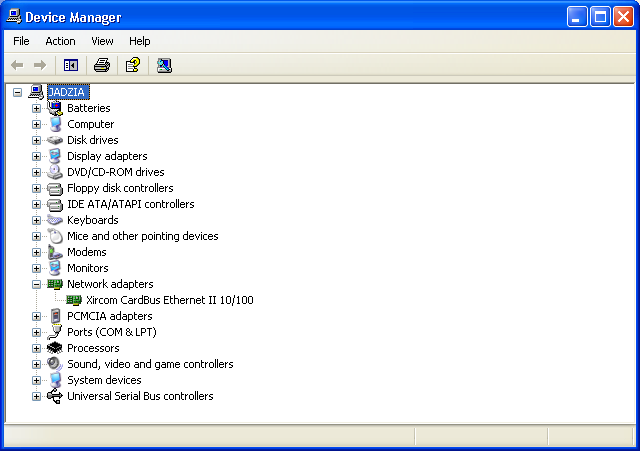 Device Manager
File Action View Help
JADZIA
Batteries
Computer
Disk drives
Display adapters
DVD/CD-ROM drives
Floppy disk controllers
IDE ATA/ATAPI controllers
Keyboards
Mice and other pointing devices
Modems
Monitors
Network adapters
Xircom CardBus Ethernet II 10/100
PCMCIA adapters
Ports (COM & LPT)
Processors
Sound, video and game controllers
System devices
Universal Serial Bus controllers